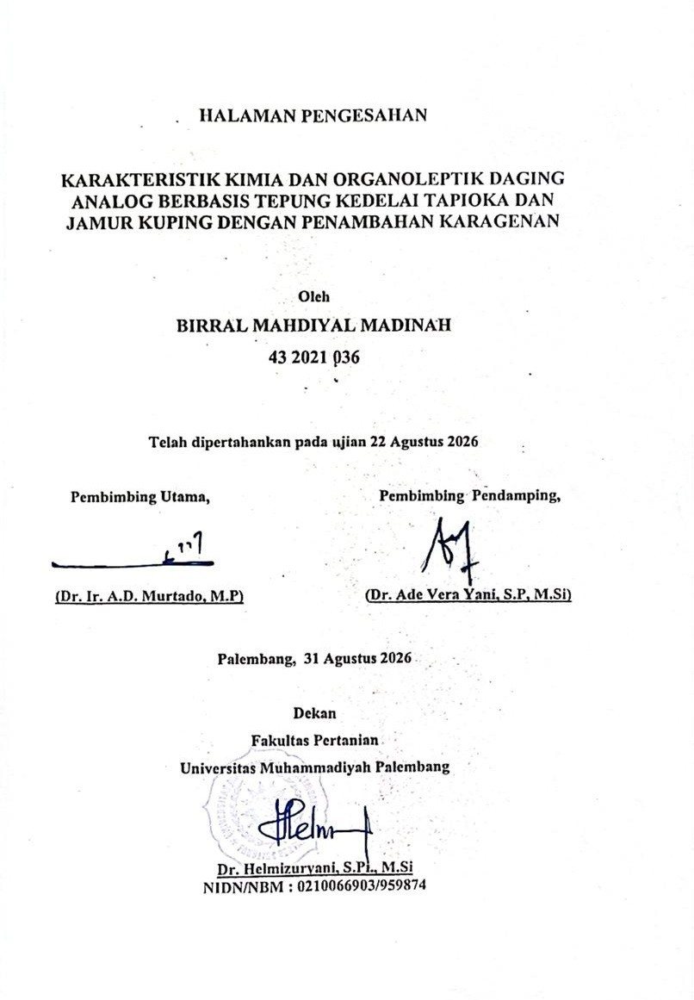 HALAMAN PENGESAHAN
KARAKTERISTIK KIMIA DAN ORGANOLEPTIK DAGING
ANALOG BERBASIS TEPUNG KEDELAI TAPIOKA DAN
JAMUR KUPING DENGAN PENAMBAHAN KARAGENAN
Oleh
BIRRAL MAHDIYAL MADINAH
43 2021 036
Telah dipertahankan pada ujian 22 Agustus 2026
Pembimbing Utama,
Pembimbing Pendamping,
(Dr. Ir. A.D. Murtado, M.P)
(Dr. Ade Vera Yani, S.P, M.Si)
Palembang, 31 Agustus 2026
Dekan
Fakultas Pertanian
Universitas Muhammadiyah Palembang
Dr. Helmizuryani, S.Pi., M.Si
NIDN/NBM : 0210066903/959874